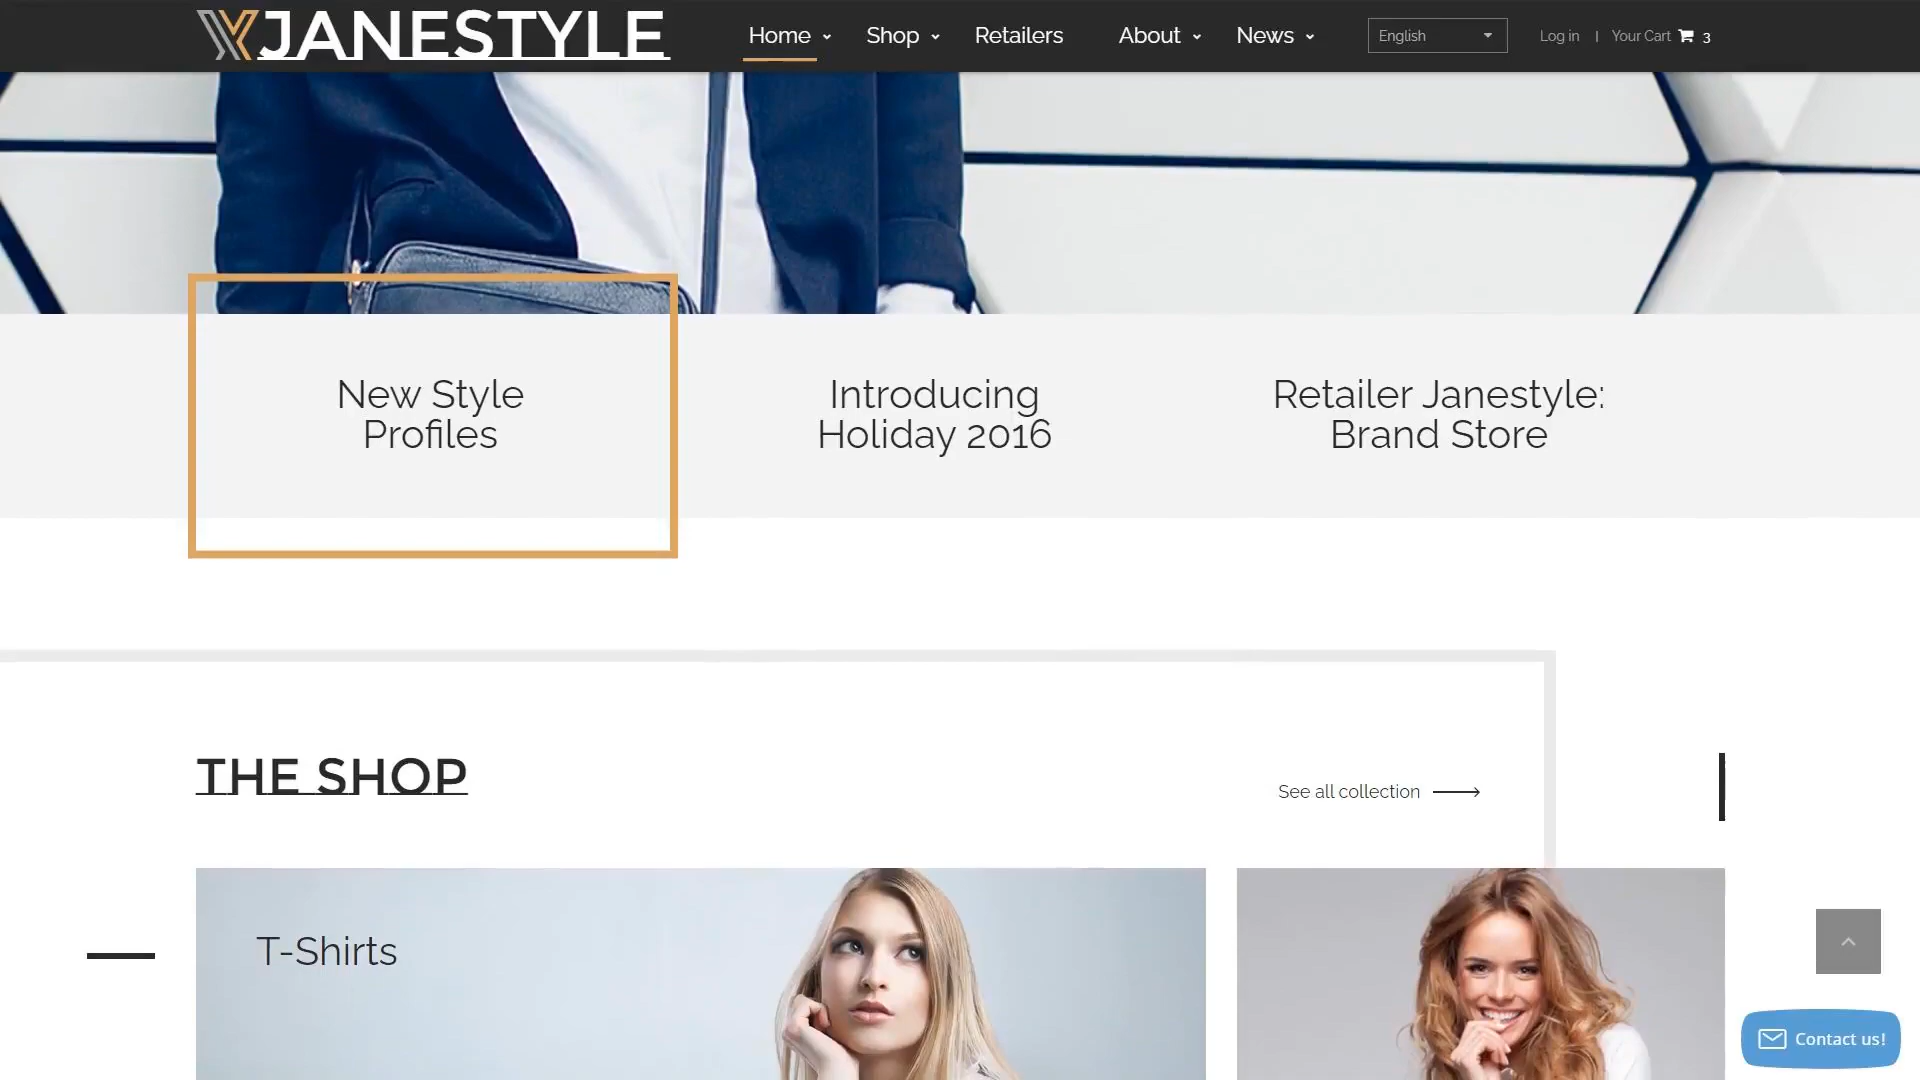 JANESTYLE
Home Shop Retailers About News English Log in | Your Cart 3
New Style
Profiles
Introducing
Holiday 2016
Retailer Janestyle:
Brand Store
THE SHOP
See all collection
T-Shirts
Contact us!